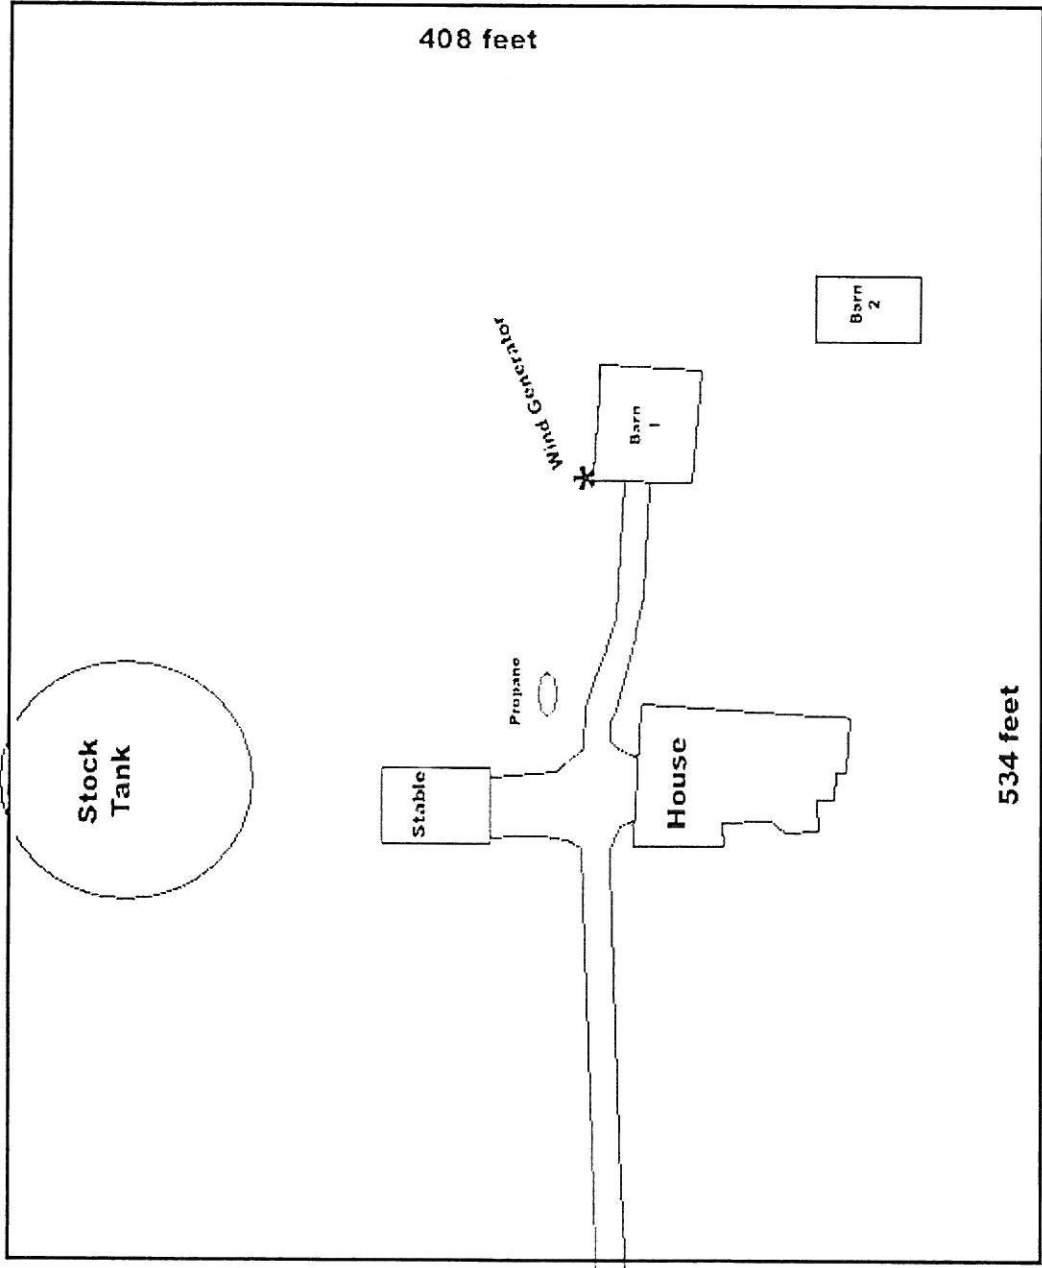 408 feet
Barn
2
Wind Generator
Barn
1
Propane
Stock
Tank
Stable
House
534 feet